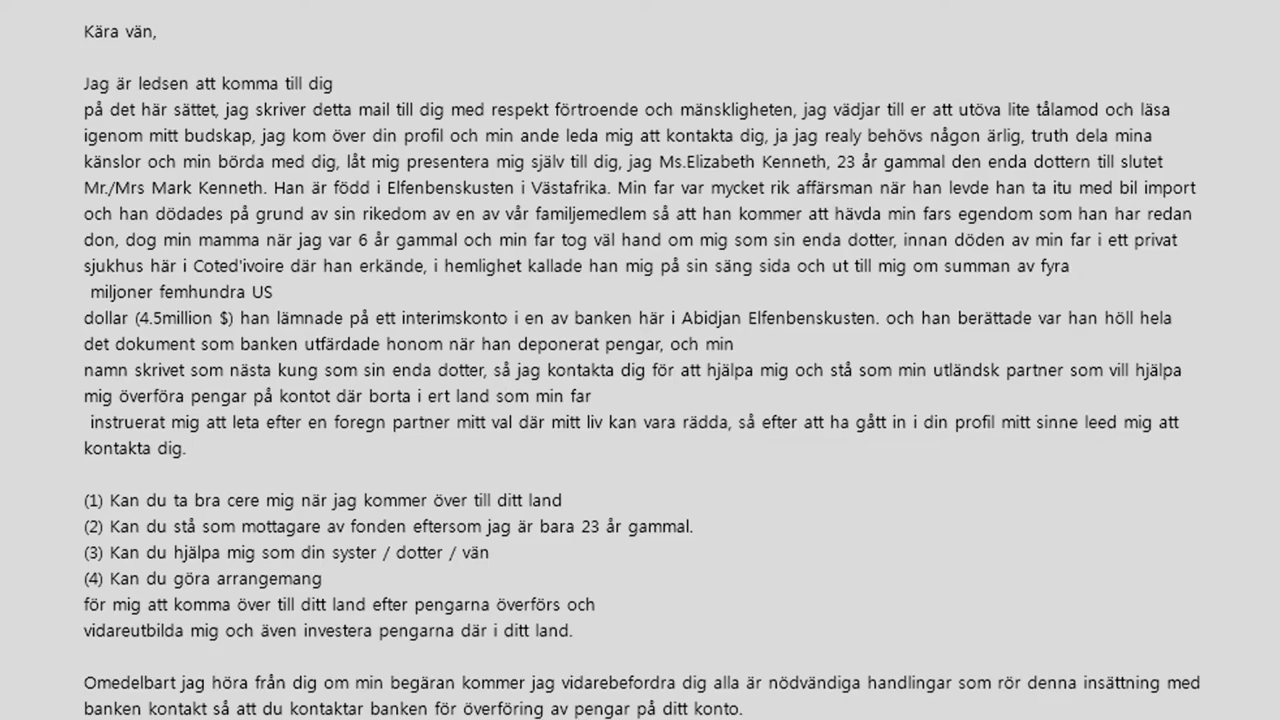 Kära vän,
Jag är ledsen att komma till dig
på det här sättet, jag skriver detta mail till dig med respekt förtroende och mänskligheten, jag vädjar till er att utöva lite tålamod och läsa
igenom mitt budskap, jag kom över din profil och min ande leda mig att kontakta dig, ja jag realy behövs någon ärlig, truth dela mina
känslor och min börda med dig, låt mig presentera mig själv till dig, jag Ms.Elizabeth Kenneth, 23 år gammal den enda dottern till slutet
Mr./Mrs Mark Kenneth. Han är född i Elfenbenskusten i Västafrika. Min far var mycket rik affärsman när han levde han ta itu med bil import
och han dödades på grund av sin rikedom av en av vår familjemedlem så att han kommer att hävda min fars egendom som han har redan
don, dog min mamma när jag var 6 år gammal och min far tog väl hand om mig som sin enda dotter, innan döden av min far i ett privat
sjukhus här i Coted'ivoire där han erkände, i hemlighet kallade han mig på sin säng sida och ut till mig om summan av fyra
miljoner femhundra US
dollar (4.5million $) han lämnade på ett interimskonto i en av banken här i Abidjan Elfenbenskusten. och han berättade var han höll hela
det dokument som banken utfärdade honom när han deponerat pengar, och min
namn skrivet som nästa kung som sin enda dotter, så jag kontakta dig för att hjälpa mig och stå som min utländsk partner som vill hjälpa
mig överföra pengar på kontot där borta i ert land som min far
instruerat mig att leta efter en foregn partner mitt val där mitt liv kan vara rädda, så efter att ha gått in i din profil mitt sinne leed mig att
kontakta dig.
(1) Kan du ta bra cere mig när jag kommer över till ditt land
(2) Kan du stå som mottagare av fonden eftersom jag är bara 23 år gammal.
(3) Kan du hjälpa mig som din syster / dotter / vän
(4) Kan du göra arrangemang
för mig att komma över till ditt land efter pengarna överförs och
vidareutbilda mig och även investera pengarna där i ditt land.
Omedelbart jag höra från dig om min begäran kommer jag vidarebefordra dig alla är nödvändiga handlingar som rör denna insättning med
banken kontakt så att du kontaktar banken för överföring av pengar på ditt konto.